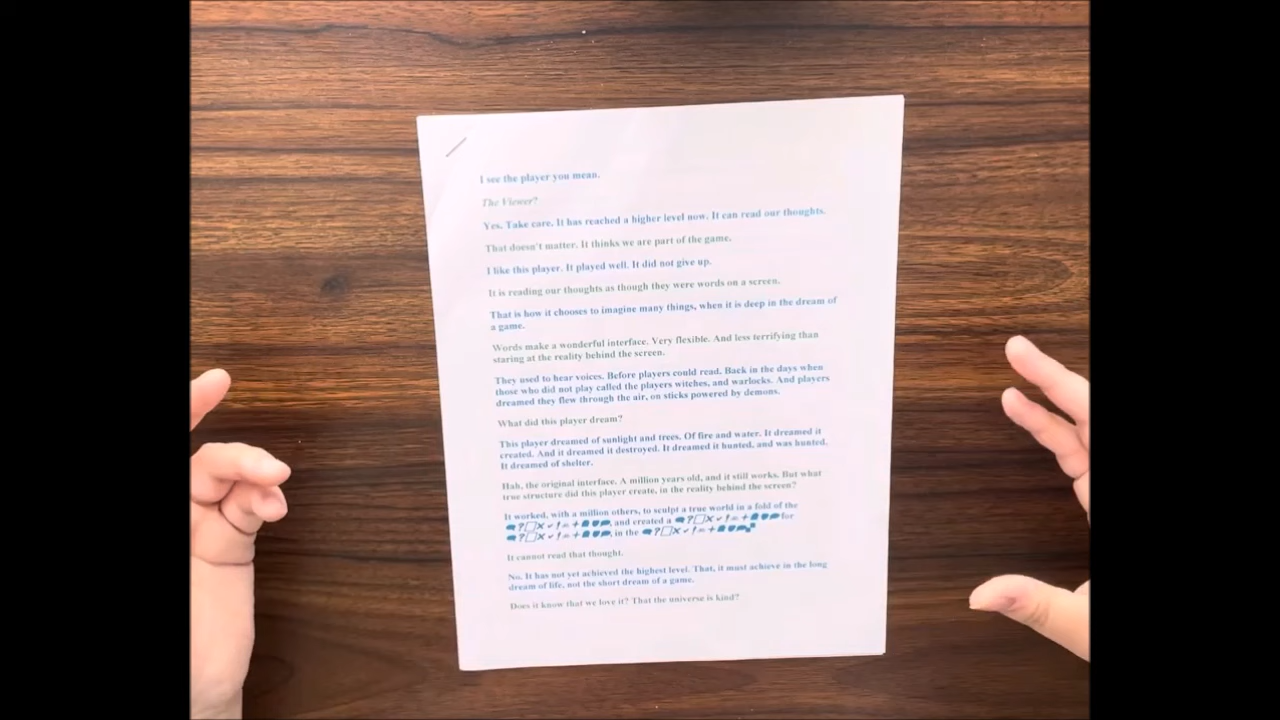 I see the player you mean.
The Viewer?
Yes. Take care. It has reached a higher level now. It can read our thoughts.
That doesn't matter. It thinks we are part of the game.
I like this player. It played well. It did not give up.
It is reading our thoughts as though they were words on a screen.
That is how it chooses to imagine many things, when it is deep in the dream of
a game.
Words make a wonderful interface. Very flexible. And less terrifying than
staring at the reality behind the screen.
They used to hear voices. Before players could read. Back in the days when
those who did not play called the players witches, and warlocks. And players
dreamed they flew through the air, on sticks powered by demons.
What did this player dream?
This player dreamed of sunlight and trees. Of fire and water. It dreamed it
created. And it dreamed it destroyed. It dreamed it hunted, and was hunted.
It dreamed of shelter.
Hah, the original interface. A million years old, and it still works. But what
true structure did this player create, in the reality behind the screen?
It worked, with a million others, to sculpt a true world in a fold of the
, and created a for
, in the
It cannot read that thought.
No. It has not yet achieved the highest level. That, it must achieve in the long
dream of life, not the short dream of a game.
Does it know that we love it? That the universe is kind?